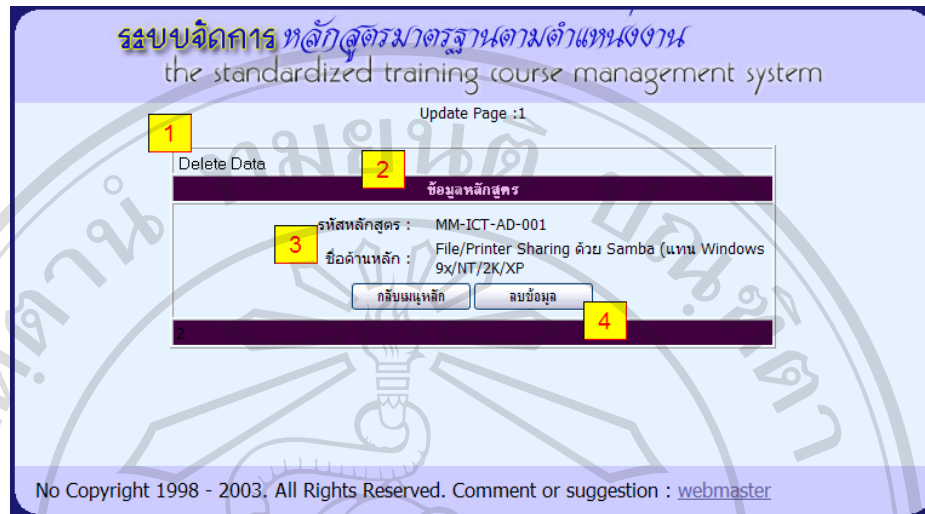 ระบบจัดการ หลักสูตรมาตรฐานตามตำแหน่งงาน
the standardized training course management system
Update Page :1
1
Delete Data
2
ข้อมูลหลักสูตร
รหัสหลักสูตร : MM-ICT-AD-001
3
ชื่อด้านหลัก : File/Printer Sharing ด้วย Samba (แทน Windows
9x/NT/2K/XP
กลับเมนูหลัก ลบข้อมูล
4
2
No Copyright 1998 - 2003. All Rights Reserved. Comment or suggestion : webmaster